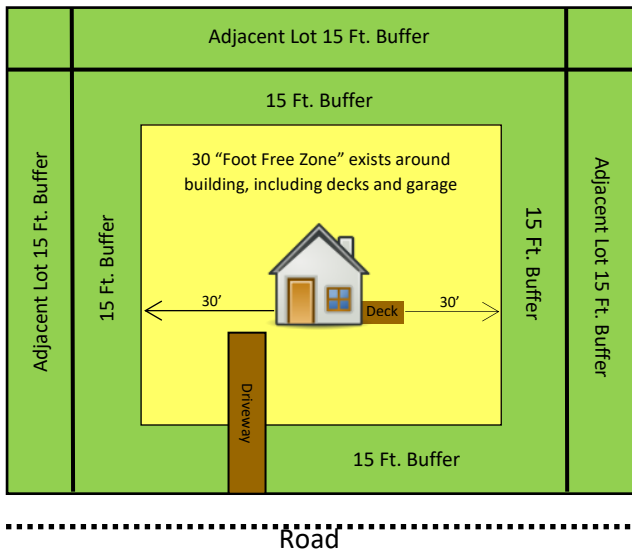 Adjacent Lot 15 Ft. Buffer
15 Ft. Buffer
30 “Foot Free Zone” exists around
building, including decks and garage
Adjacent Lot 15 Ft. Buffer
15 Ft. Buffer
15 Ft. Buffer
Adjacent Lot 15 Ft. Buffer
30’
Deck
30’
Driveway
15 Ft. Buffer
Road